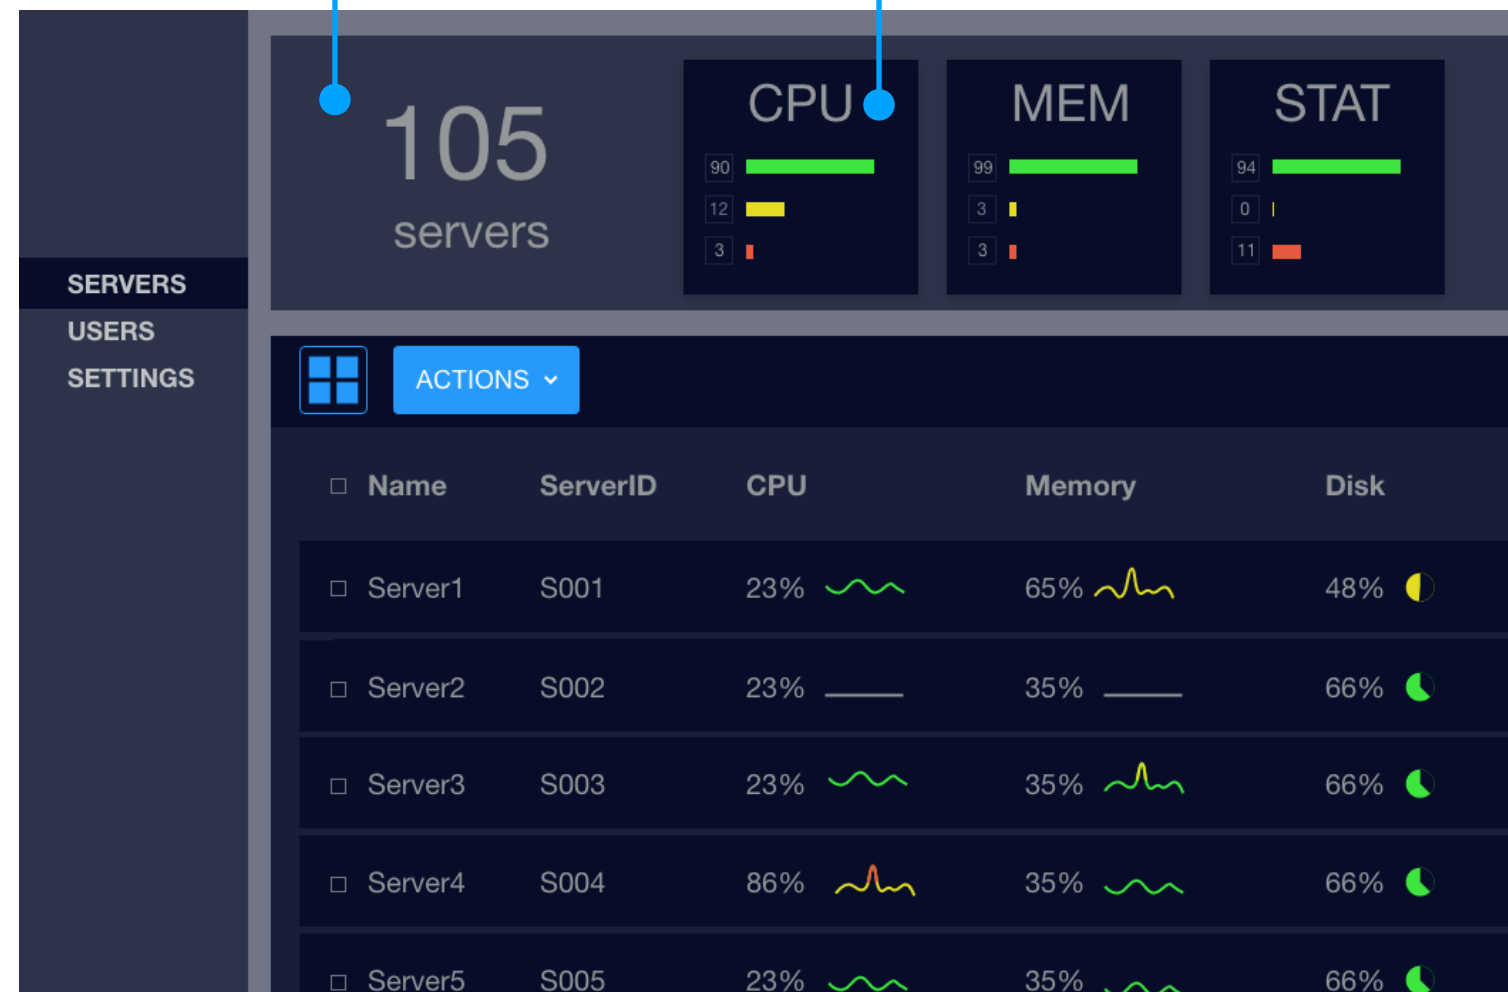 105
servers
CPU
90
12
3
MEM
99
3
3
STAT
94
0
11
SERVERS
USERS
SETTINGS
ACTIONS
Name ServerID CPU Memory Disk
Server1 S001 23% 65% 48%
Server2 S002 23% 35% 66%
Server3 S003 23% 35% 66%
Server4 S004 86% 35% 66%
Server5 S005 23% 35% 66%